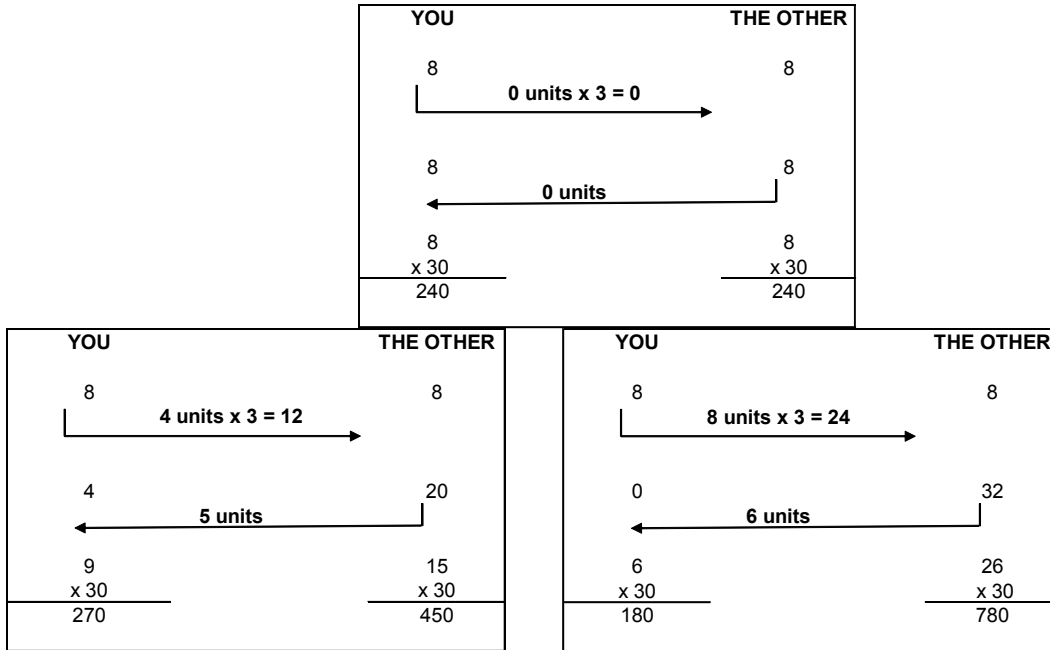 YOU THE OTHER
8 8
0 units x 3 = 0
8 8
0 units
8 8
x 30 x 30
240 240
YOU THE OTHER
8 8
4 units x 3 = 12
4 20
5 units
9 15
x 30 x 30
270 450
YOU THE OTHER
8 8
8 units x 3 = 24
0 32
6 units
6 26
x 30 x 30
180 780